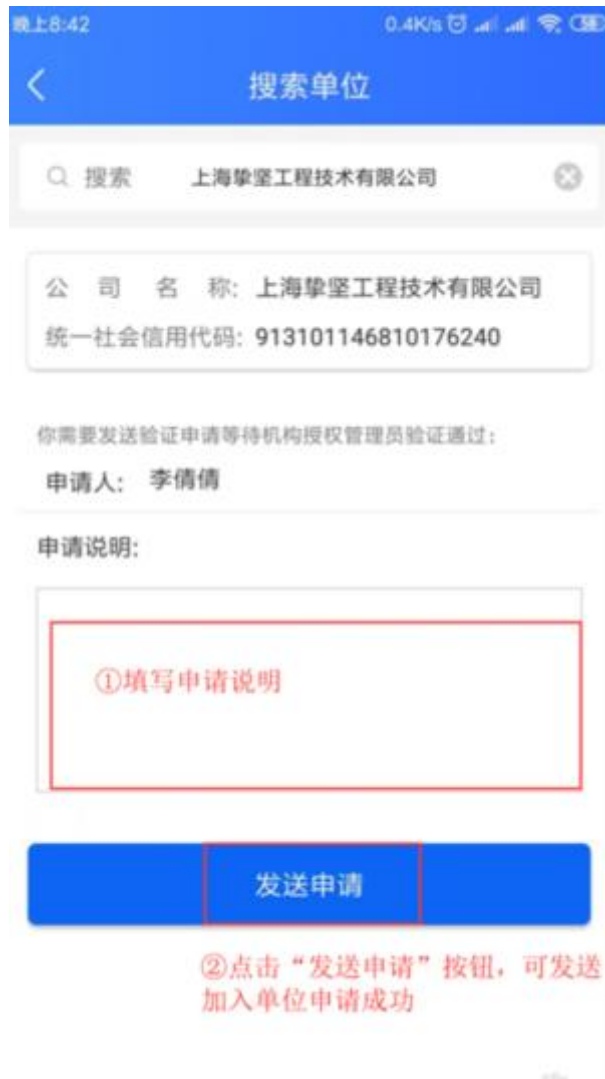 晚上8:42 0.4K/s 58
搜索单位
搜索 上海挚坚工程技术有限公司
公司名称: 上海挚坚工程技术有限公司
统一社会信用代码: 913101146810176240
你需要发送验证申请等待机构授权管理员验证通过:
申请人: 李倩倩
申请说明:
①填写申请说明
发送申请
②点击“发送申请”按钮，可发送
加入单位申请成功